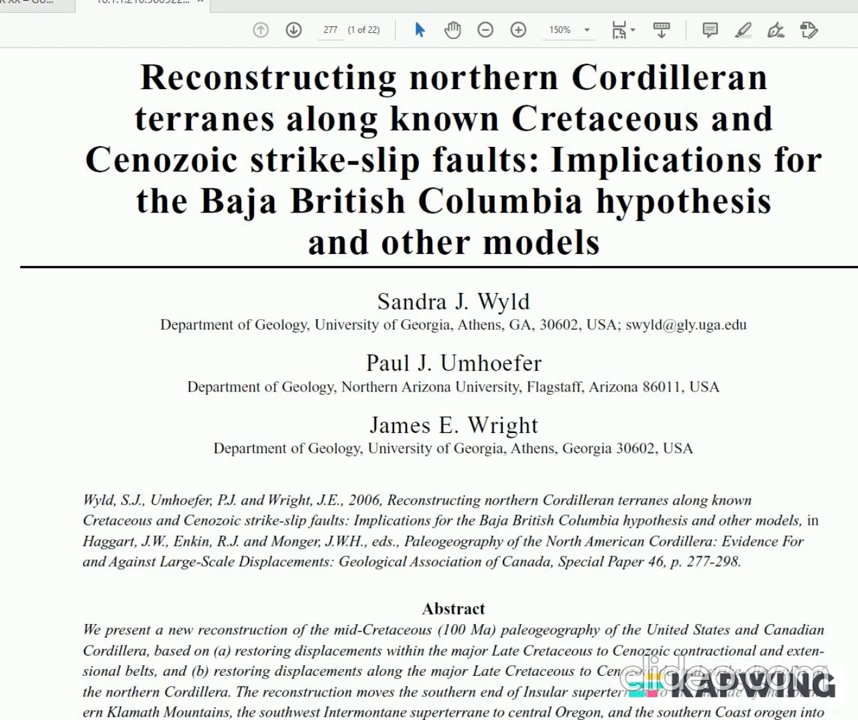 277 (1 of 22) 150%
Reconstructing northern Cordilleran
terranes along known Cretaceous and
Cenozoic strike-slip faults: Implications for
the Baja British Columbia hypothesis
and other models
Sandra J. Wyld
Department of Geology, University of Georgia, Athens, GA, 30602, USA; swyld@gly.uga.edu
Paul J. Umhoefer
Department of Geology, Northern Arizona University, Flagstaff, Arizona 86011, USA
James E. Wright
Department of Geology, University of Georgia, Athens, Georgia 30602, USA
Wyld, S.J., Umhoefer, P.J. and Wright, J.E., 2006, Reconstructing northern Cordilleran terranes along known
Cretaceous and Cenozoic strike-slip faults: Implications for the Baja British Columbia hypothesis and other models, in
Haggart, J.W., Enkin, R.J. and Monger, J.W.H., eds., Paleogeography of the North American Cordillera: Evidence For
and Against Large-Scale Displacements: Geological Association of Canada, Special Paper 46, p. 277-298.
Abstract
We present a new reconstruction of the mid-Cretaceous (100 Ma) paleogeography of the United States and Canadian
Cordillera, based on (a) restoring displacements within the major Late Cretaceous to Cenozoic contractional and exten-
sional belts, and (b) restoring displacements along the major Late Cretaceous to
the northern Cordillera. The reconstruction moves the southern end of Insular
ern Klamath Mountains, the southwest Intermontane superterrane to central Oregon, and the southern Coast orogen into
clideo.com
KAPWING